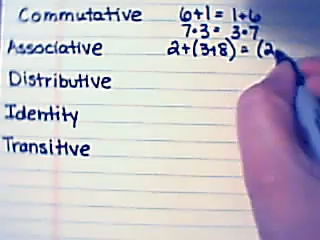 Commutative 6+1 = 1+6
7·3 = 3·7
Associative 2+(3+8) = (2
Distributive
Identity
Transitive